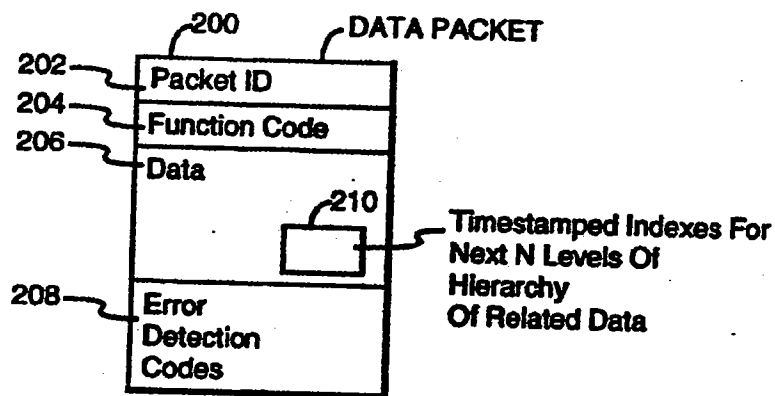 200
DATA PACKET
202
Packet ID
204
Function Code
206
Data
210
Timestamped Indexes For
Next N Levels Of
Hierarchy
Of Related Data
208
Error
Detection
Codes